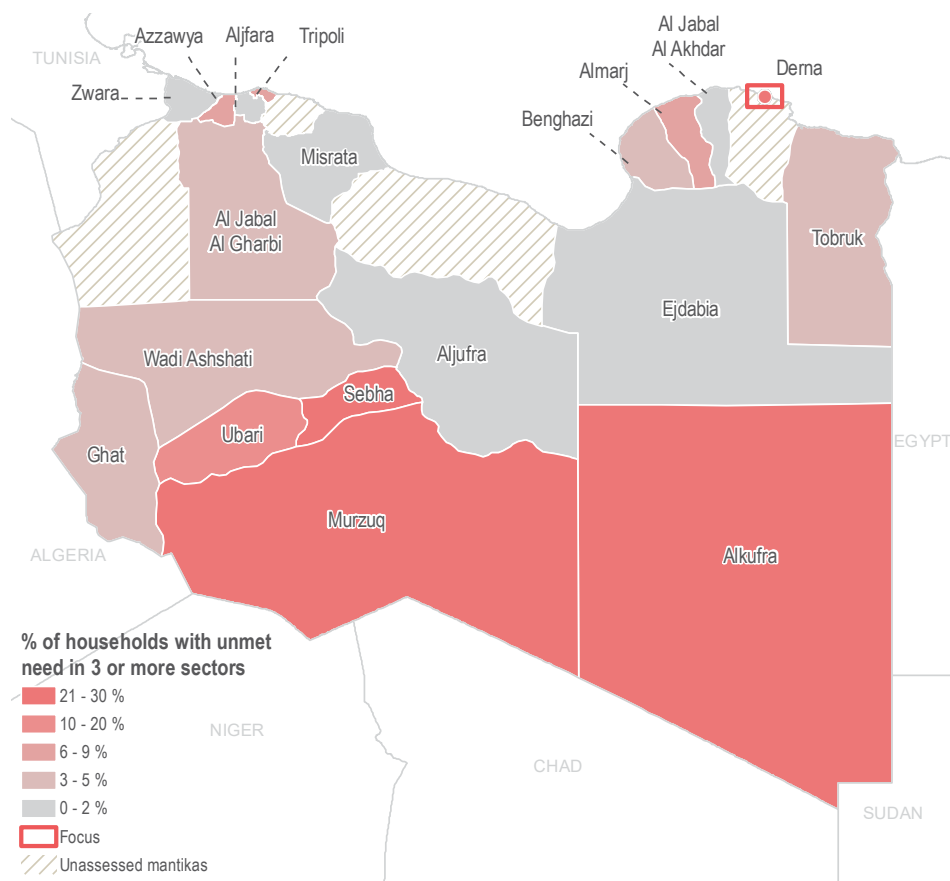 Al Jabal
Al Akhdar
Azzawya
Aljfara
Tripoli
TUNISIA
Derna
Almarj
Zwara
Benghazi
Misrata
Al Jabal
Al Gharbi
Tobruk
Ejdabia
Wadi Ashshati
Aljufra
Sebha
Ubari
Ghat
EGYPT
Murzuq
ALGERIA
Alkufra
% of households with unmet
need in 3 or more sectors
21 - 30 %
10 - 20 %
6 - 9 %
3 - 5 %
0 - 2 %
Focus
Unassessed mantikas
NIGER
CHAD
SUDAN